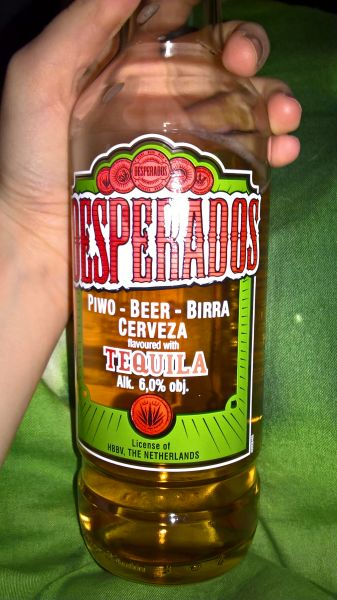 DESPERADOS
DESPERADOS
PIWO - BEER - BIRRA
CERVEZA
flavoured with
TEQUILA
Alk. 6,0% obj.
License of
HBBV, THE NETHERLANDS